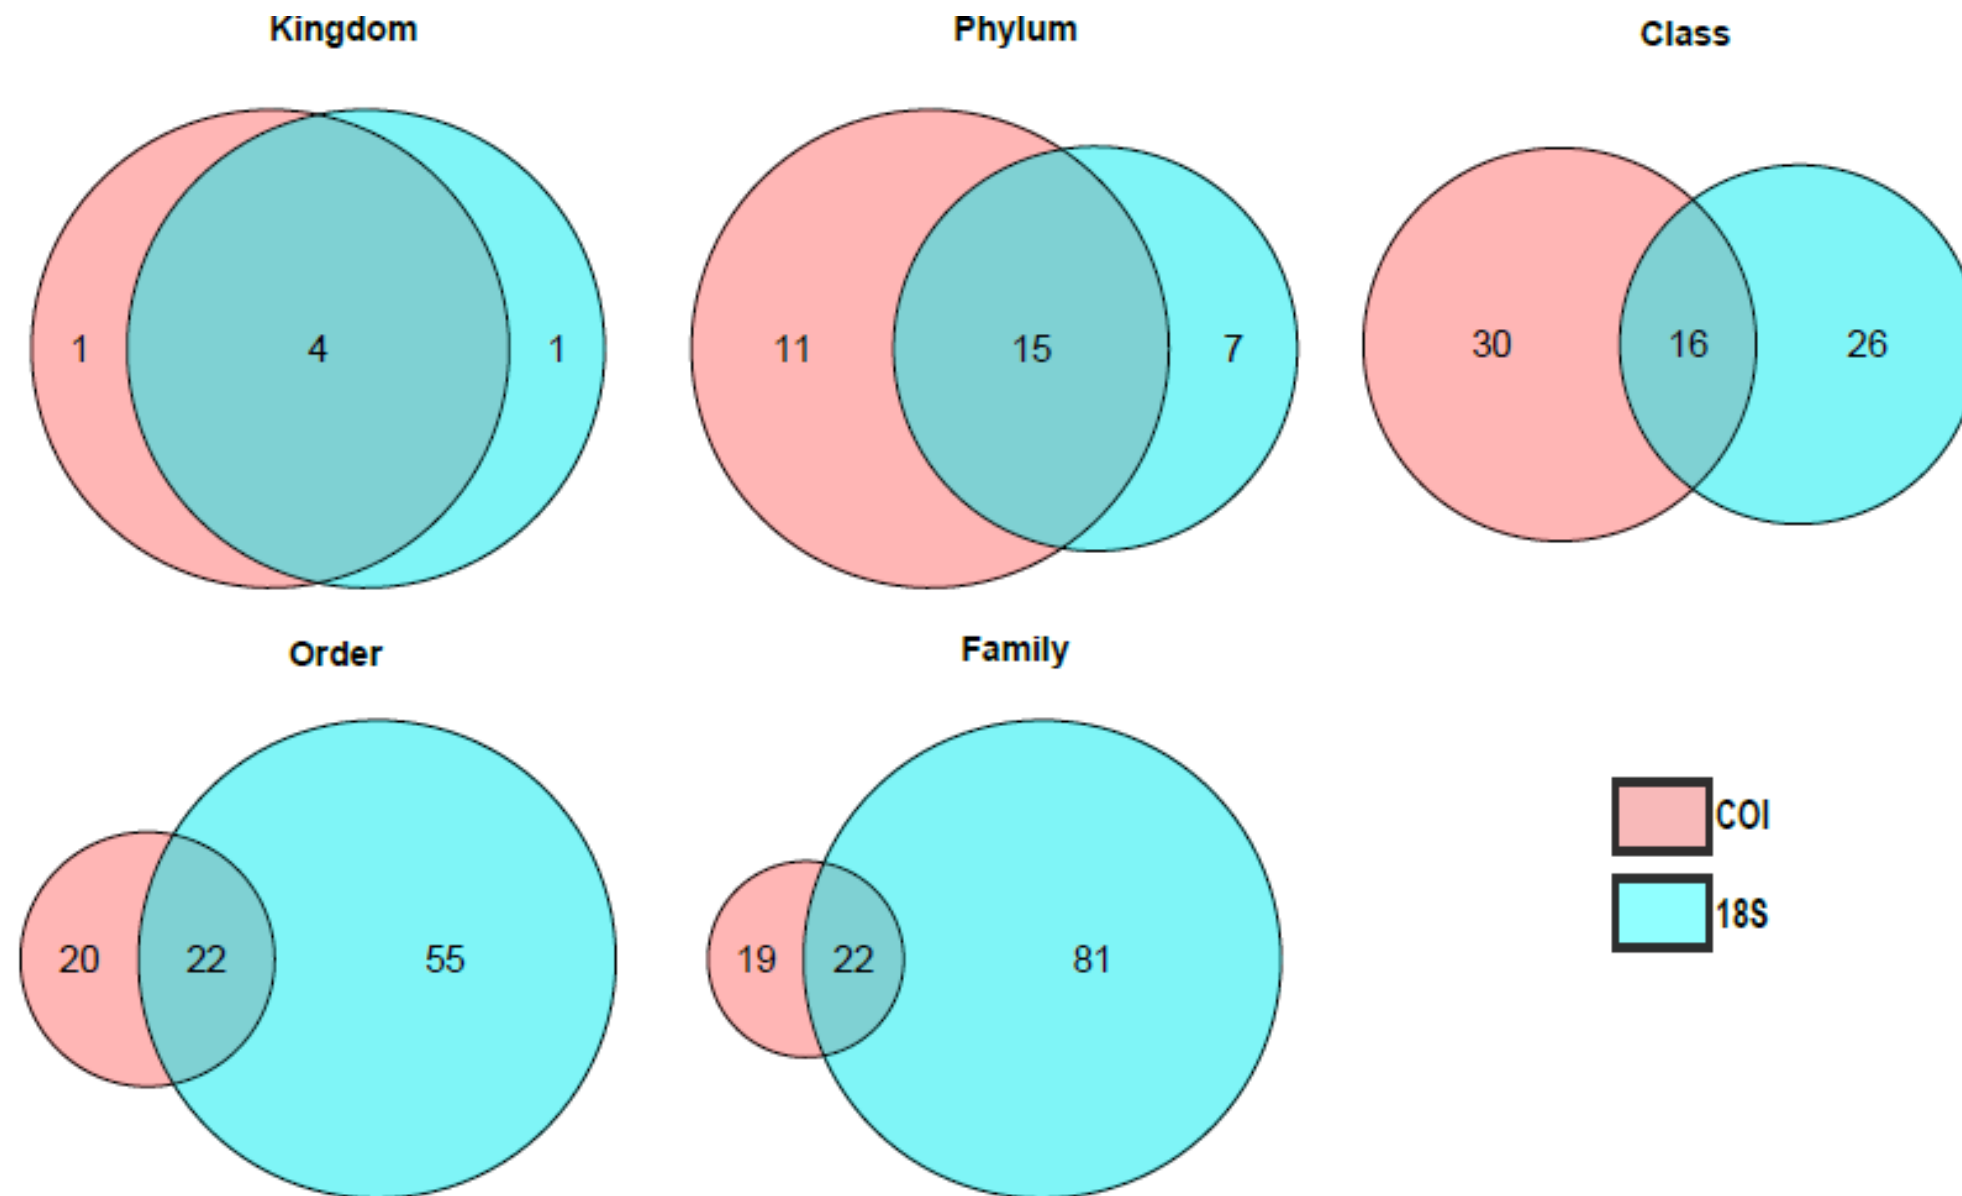 Kingdom
Phylum
Class
1 4 1
11 15 7
30 16 26
Order
Family
20 22 55
19 22 81
COI
18S